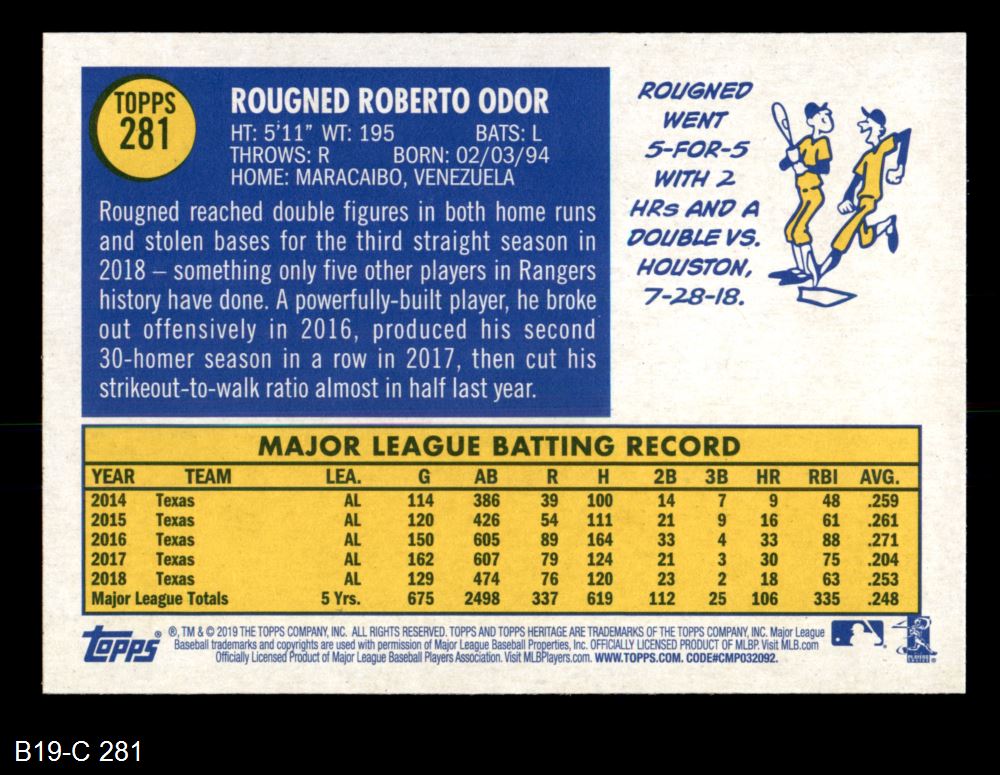 TOPPS
281
ROUGNED ROBERTO ODOR
HT: 5'11" WT: 195 BATS: L
THROWS: R BORN: 02/03/94
HOME: MARACAIBO, VENEZUELA
Rougned reached double figures in both home runs
and stolen bases for the third straight season in
2018 – something only five other players in Rangers
history have done. A powerfully-built player, he broke
out offensively in 2016, produced his second
30-homer season in a row in 2017, then cut his
strikeout-to-walk ratio almost in half last year.
ROUGNED
WENT
5-FOR-5
WITH 2
HRs AND A
DOUBLE VS.
HOUSTON,
7-28-18.
MAJOR LEAGUE BATTING RECORD
YEAR TEAM LEA. G AB R H 2B 3B HR RBI AVG.
2014 Texas AL 114 386 39 100 14 7 9 48 .259
2015 Texas AL 120 426 54 111 21 9 16 61 .261
2016 Texas AL 150 605 89 164 33 4 33 88 .271
2017 Texas AL 162 607 79 124 21 3 30 75 .204
2018 Texas AL 129 474 76 120 23 2 18 63 .253
Major League Totals 5 Yrs. 675 2498 337 619 112 25 106 335 .248
Topps®
®, TM & © 2019 THE TOPPS COMPANY, INC. ALL RIGHTS RESERVED. TOPPS AND TOPPS HERITAGE ARE TRADEMARKS OF THE TOPPS COMPANY, INC. Major League
Baseball trademarks and copyrights are used with permission of Major League Baseball Properties, Inc. OFFICIALLY LICENSED PRODUCT OF MLBP. Visit MLB.com
Officially Licensed Product of Major League Baseball Players Association. Visit MLBPlayers.com. WWW.TOPPS.COM. CODE#CMP032092.
B19-C 281